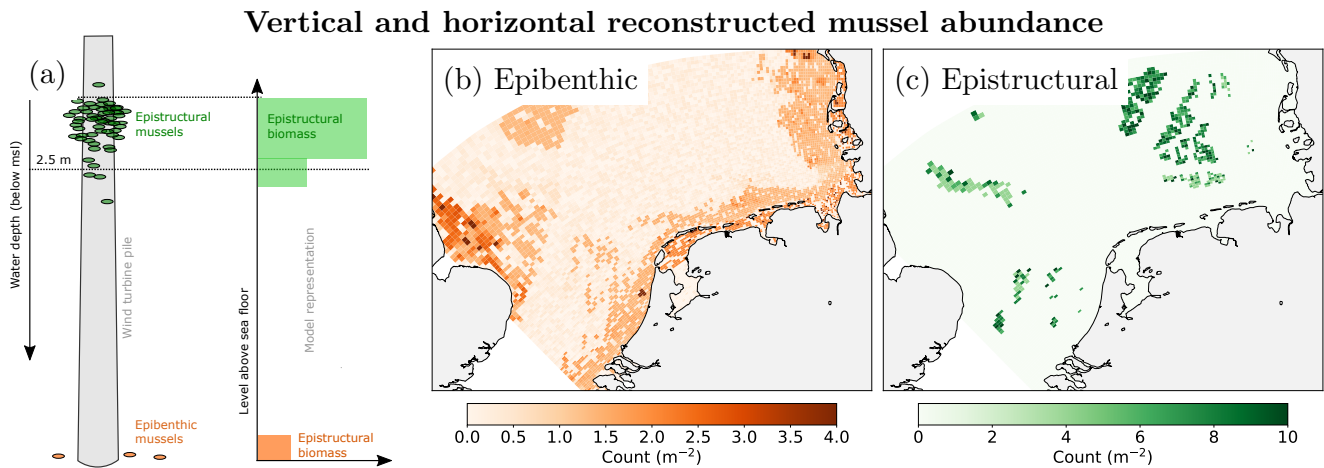 Vertical and horizontal reconstructed mussel abundance
(a)
Water depth (below msl)
2.5 m
Epistructural
mussels
Wind turbine pile
Epibenthic
mussels
Level above sea floor
Epistructural
biomass
Model representation
Epistructural
biomass
(b) Epibenthic
0.0 0.5 1.0 1.5 2.0 2.5 3.0 3.5 4.0
Count (m⁻²)
(c) Epistructural
0 2 4 6 8 10
Count (m⁻²)